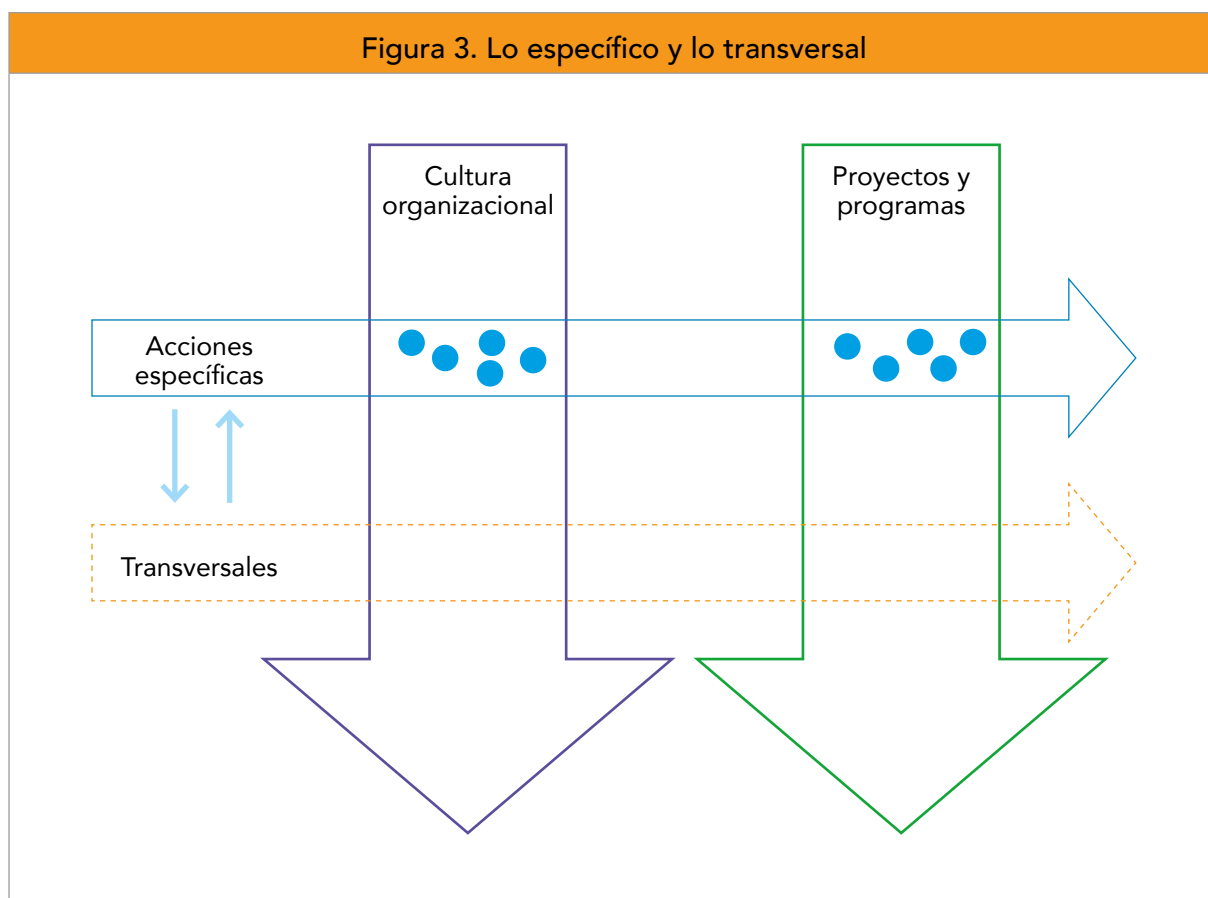 Figura 3. Lo específico y lo transversal
Cultura
organizacional
Proyectos y
programas
Acciones
específicas
Transversales